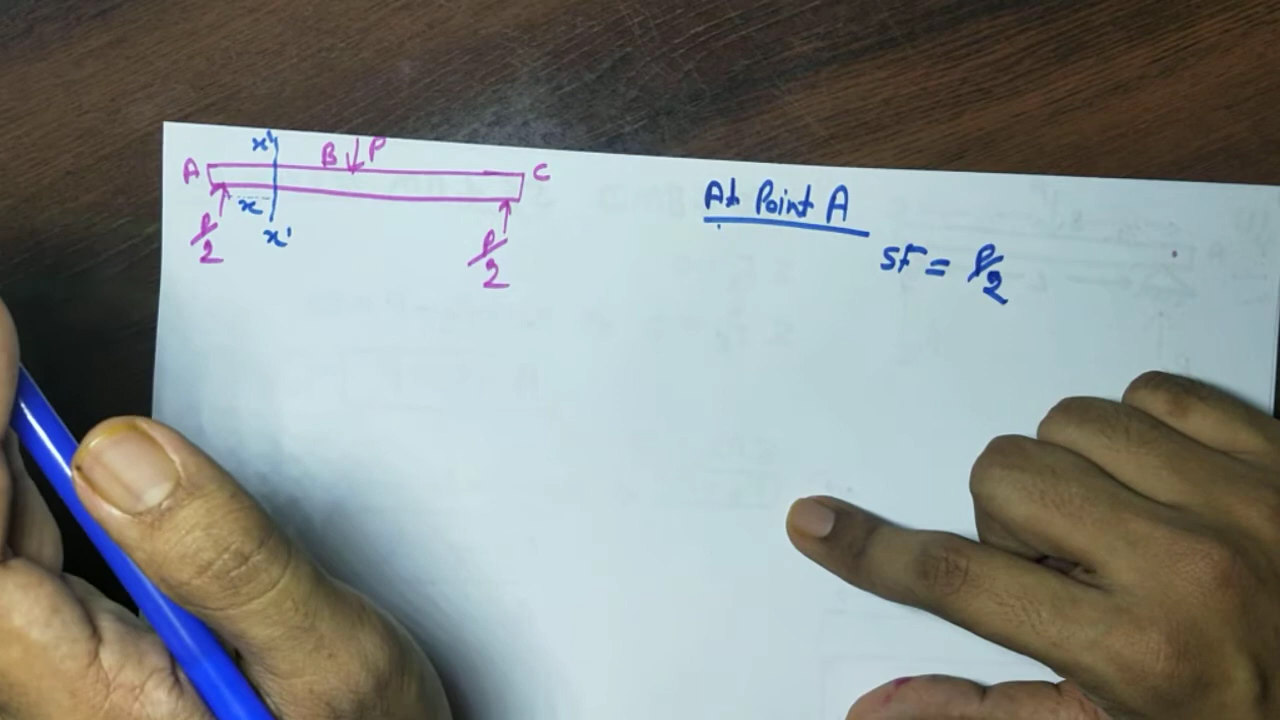 x'
A B P C
x
P/2 x' P/2
At Point A
SF = P/2